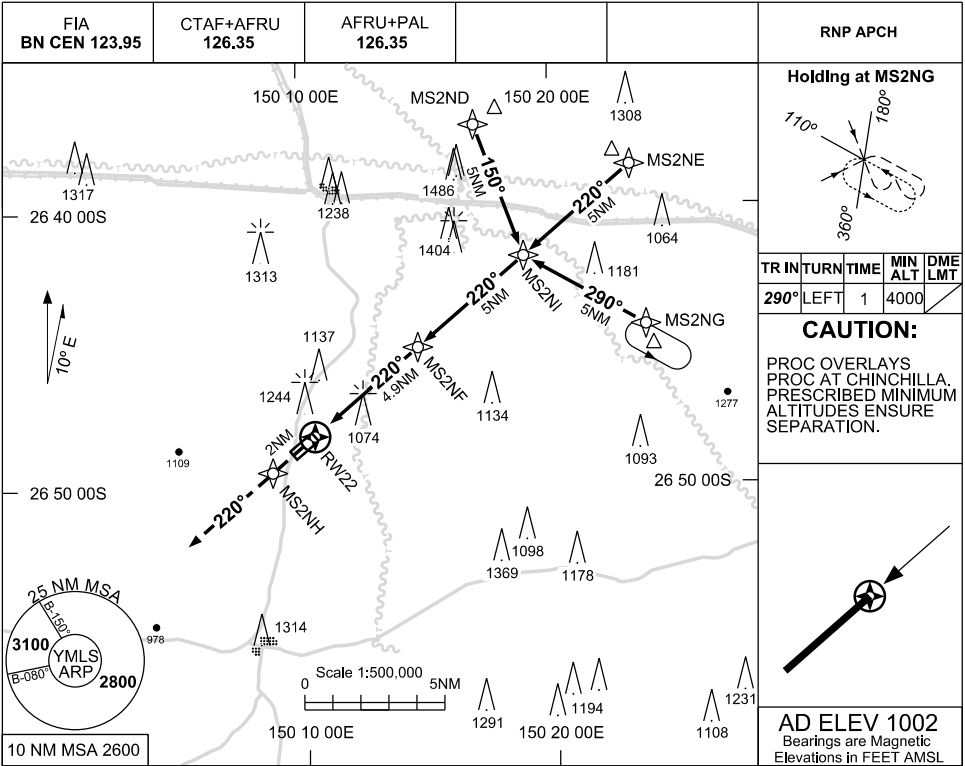 FIA
BN CEN 123.95
CTAF+AFRU
126.35
AFRU+PAL
126.35
RNP APCH
150 10 00E
MS2ND
150 20 00E
1308
Holding at MS2NG
110°
180°
360°
1317
1238
1486
150°
5NM
MS2NE
220°
5NM
1064
26 40 00S
1313
1404
1181
MS2NI
220°
5NM
290°
5NM
MS2NG
TR IN
TURN
TIME
MIN ALT
DME LMT
290°
LEFT
1
4000
10° E
1137
1244
220°
4.9NM
MS2NF
1074
1134
1277
CAUTION:
PROC OVERLAYS
PROC AT CHINCHILLA.
PRESCRIBED MINIMUM
ALTITUDES ENSURE
SEPARATION.
1109
2NM
RW22
1093
26 50 00S
26 50 00S
MS2NH
220°
1098
1369
1178
25 NM MSA
B-150°
3100
YMLS
ARP
B-080°
2800
978
1314
Scale 1:500,000
0
5NM
1291
1194
1231
1108
10 NM MSA 2600
150 10 00E
150 20 00E
AD ELEV 1002
Bearings are Magnetic
Elevations in FEET AMSL